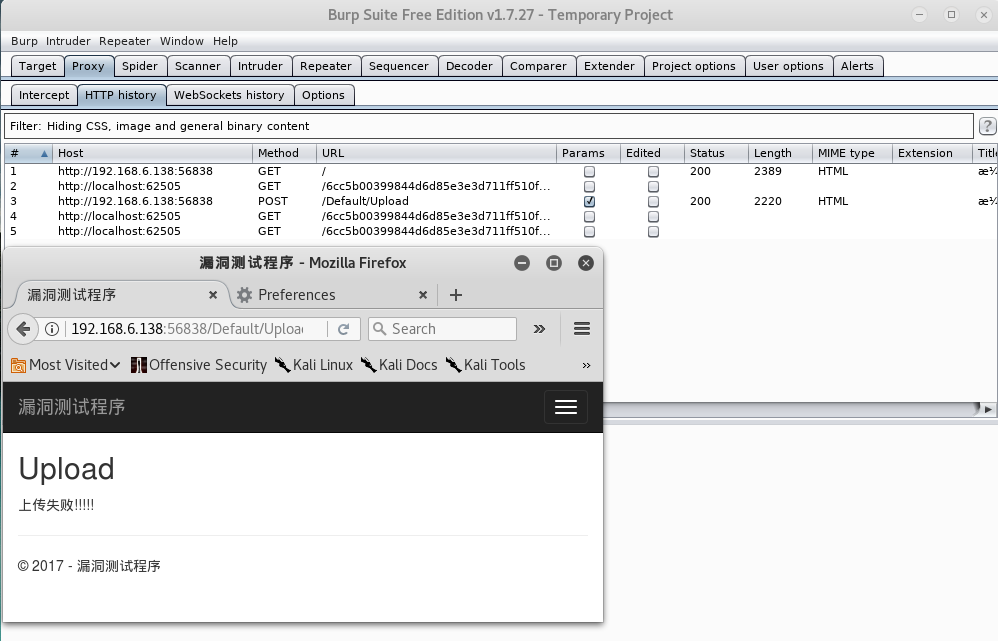 Burp Suite Free Edition v1.7.27 - Temporary Project
Burp Intruder Repeater Window Help
Target Proxy Spider Scanner Intruder Repeater Sequencer Decoder Comparer Extender Project options User options Alerts
Intercept HTTP history WebSockets history Options
Filter: Hiding CSS, image and general binary content ?
# Host Method URL Params Edited Status Length MIME type Extension Title
1 http://192.168.6.138:56838 GET / 200 2389 HTML æ¼
2 http://localhost:62505 GET /6cc5b00399844d6d85e3e3d711ff510f...
3 http://192.168.6.138:56838 POST /Default/Upload 200 2220 HTML æ¼
4 http://localhost:62505 GET /6cc5b00399844d6d85e3e3d711ff510f...
5 http://localhost:62505 GET /6cc5b00399844d6d85e3e3d711ff510f...
漏洞测试程序 - Mozilla Firefox
漏洞测试程序 Preferences
192.168.6.138:56838/Default/Uploa Search »
Most Visited Offensive Security Kali Linux Kali Docs Kali Tools »
漏洞测试程序
Upload
上传失败!!!!!
© 2017 - 漏洞测试程序